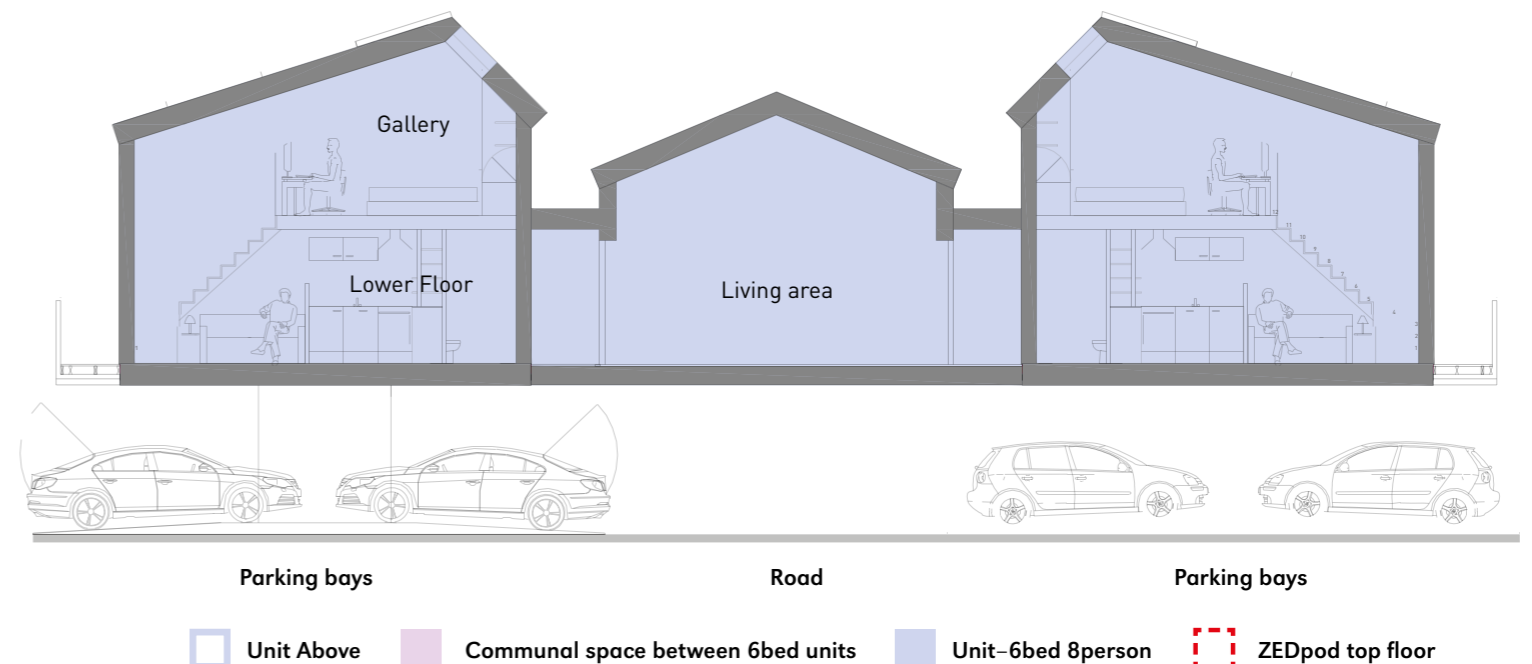 Gallery
Lower Floor
Living area
Parking bays
Road
Parking bays
Unit Above
Communal space between 6bed units
Unit–6bed 8person
ZEDpod top floor